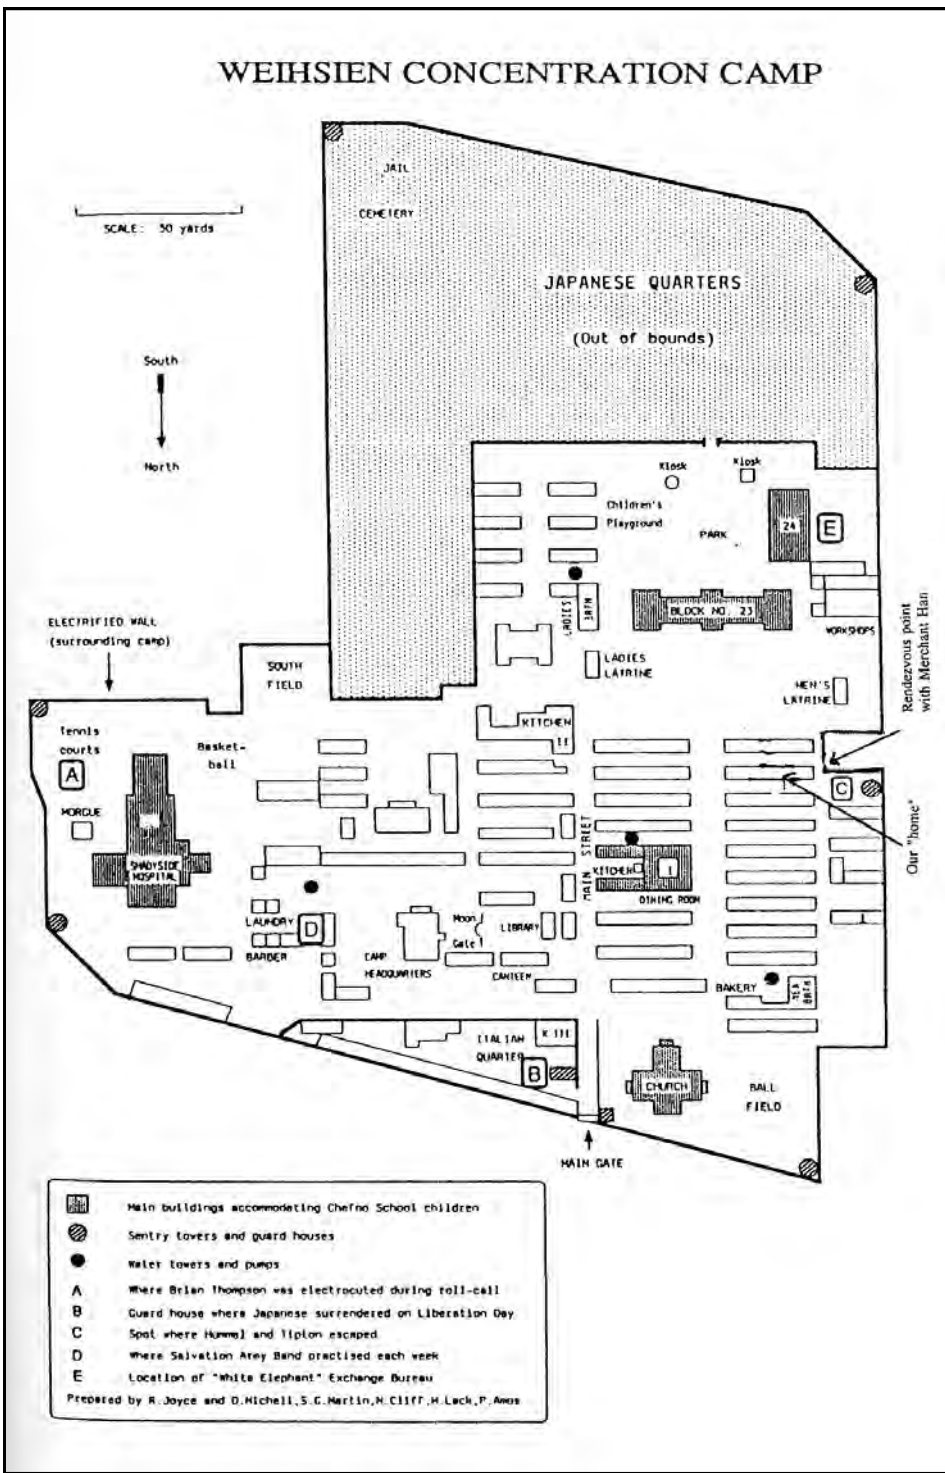 WEIHSIEN CONCENTRATION CAMP
JAIL
CEMETERY
SCALE: 50 yards
JAPANESE QUARTERS
(Out of bounds)
South
North
Kiosk
Kiosk
Children's
Playground
PARK
24
E
LADIES
BATH
BLOCK NO. 23
WORKSHOPS
ELECTRIFIED WALL
(surrounding camp)
SOUTH
FIELD
LADIES
LATRINE
MEN'S
LATRINE
Rendezvous point
with Merchant Han
Tennis
courts
A
MORGUE
Basket-
ball
KITCHEN
II
C
Our "home"
SHADYSIDE
HOSPITAL
MAIN STREET
KITCHEN
I
DINING ROOM
LAUNDRY
D
BARBER
CAMP
HEADQUARTERS
Moon
Gate
LIBRARY
CANTEEN
BAKERY
BATH
ITALIAN
QUARTER
K III
B
CHURCH
BALL
FIELD
MAIN GATE
Main buildings accommodating Chefoo School children
Sentry towers and guard houses
Water towers and pumps
A Where Brian Thompson was electrocuted during roll-call
B Guard house where Japanese surrendered on Liberation Day
C Spot where Hummel and Tipton escaped
D Where Salvation Army Band practised each week
E Location of "White Elephant" Exchange Bureau
Prepared by R.Joyce and D.Michell,S.G.Martin,N.Cliff,H.Lack,P.Amos